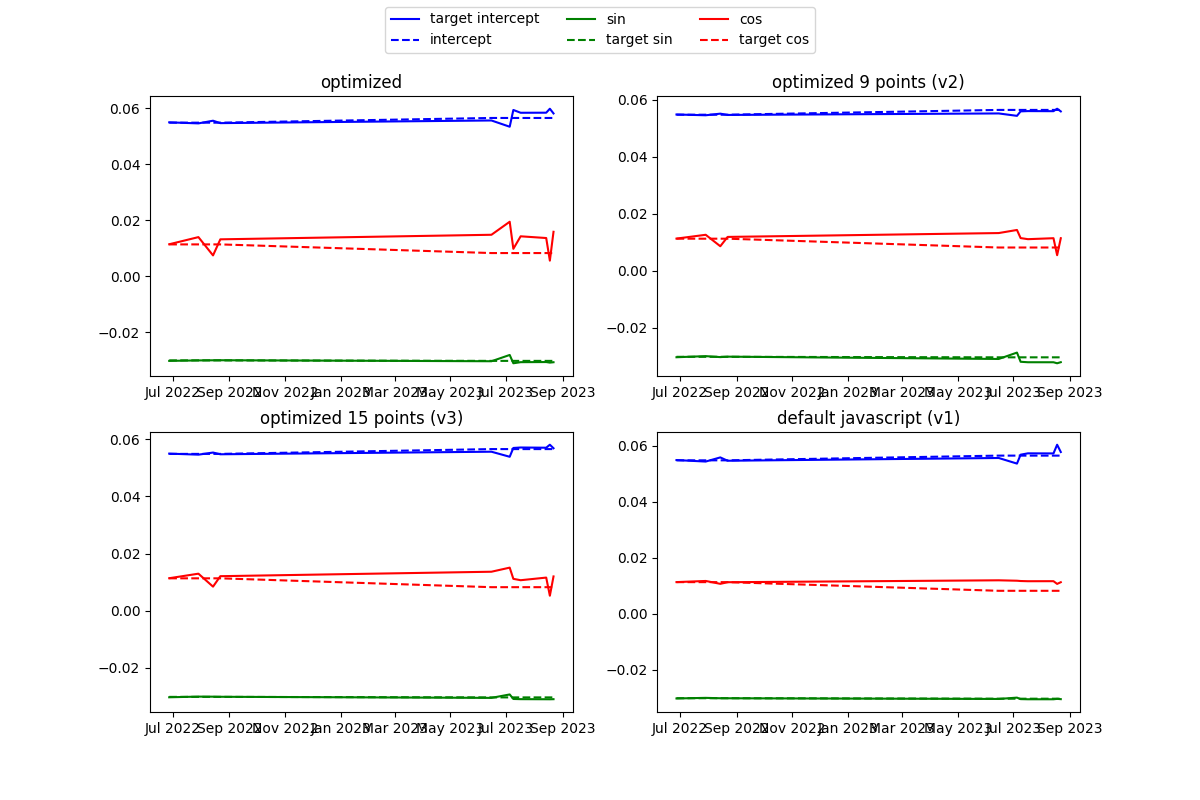 target intercept sin cos
intercept target sin target cos
optimized optimized 9 points (v2)
0.06
0.04
0.02
0.00
−0.02
Jul 2022 Sep 2022 Nov 2022 Jan 2023 Mar 2023 May 2023 Jul 2023 Sep 2023
0.06
0.04
0.02
0.00
−0.02
Jul 2022 Sep 2022 Nov 2022 Jan 2023 Mar 2023 May 2023 Jul 2023 Sep 2023
optimized 15 points (v3) default javascript (v1)
0.06
0.04
0.02
0.00
−0.02
Jul 2022 Sep 2022 Nov 2022 Jan 2023 Mar 2023 May 2023 Jul 2023 Sep 2023
0.06
0.04
0.02
0.00
−0.02
Jul 2022 Sep 2022 Nov 2022 Jan 2023 Mar 2023 May 2023 Jul 2023 Sep 2023